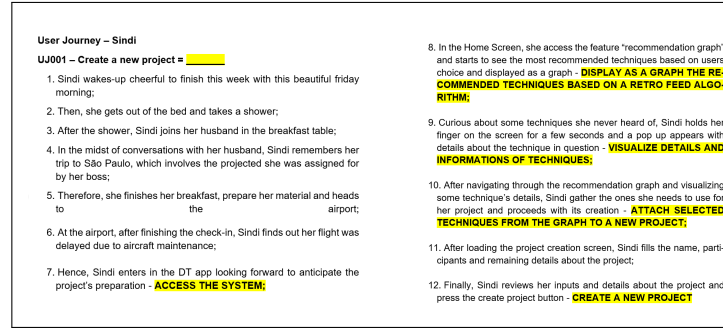 User Journey – Sindi
UJ001 – Create a new project =
1. Sindi wakes-up cheerful to finish this week with this beautiful friday
morning;
2. Then, she gets out of the bed and takes a shower;
3. After the shower, Sindi joins her husband in the breakfast table;
4. In the midst of conversations with her husband, Sindi remembers her
trip to São Paulo, which involves the projected she was assigned for
by her boss;
5. Therefore, she finishes her breakfast, prepare her material and heads
to the airport;
6. At the airport, after finishing the check-in, Sindi finds out her flight was
delayed due to aircraft maintenance;
7. Hence, Sindi enters in the DT app looking forward to anticipate the
project's preparation - ACCESS THE SYSTEM;
8. In the Home Screen, she access the feature “recommendation graph”
and starts to see the most recommended techniques based on users
choice and displayed as a graph - DISPLAY AS A GRAPH THE RE-
COMMENDED TECHNIQUES BASED ON A RETRO FEED ALGO-
RITHM;
9. Curious about some techniques she never heard of, Sindi holds her
finger on the screen for a few seconds and a pop up appears with
details about the technique in question - VISUALIZE DETAILS AND
INFORMATIONS OF TECHNIQUES;
10. After navigating through the recommendation graph and visualizing
some technique's details, Sindi gather the ones she needs to use for
her project and proceeds with its creation - ATTACH SELECTED
TECHNIQUES FROM THE GRAPH TO A NEW PROJECT;
11. After loading the project creation screen, Sindi fills the name, parti-
cipants and remaining details about the project;
12. Finally, Sindi reviews her inputs and details about the project and
press the create project button - CREATE A NEW PROJECT